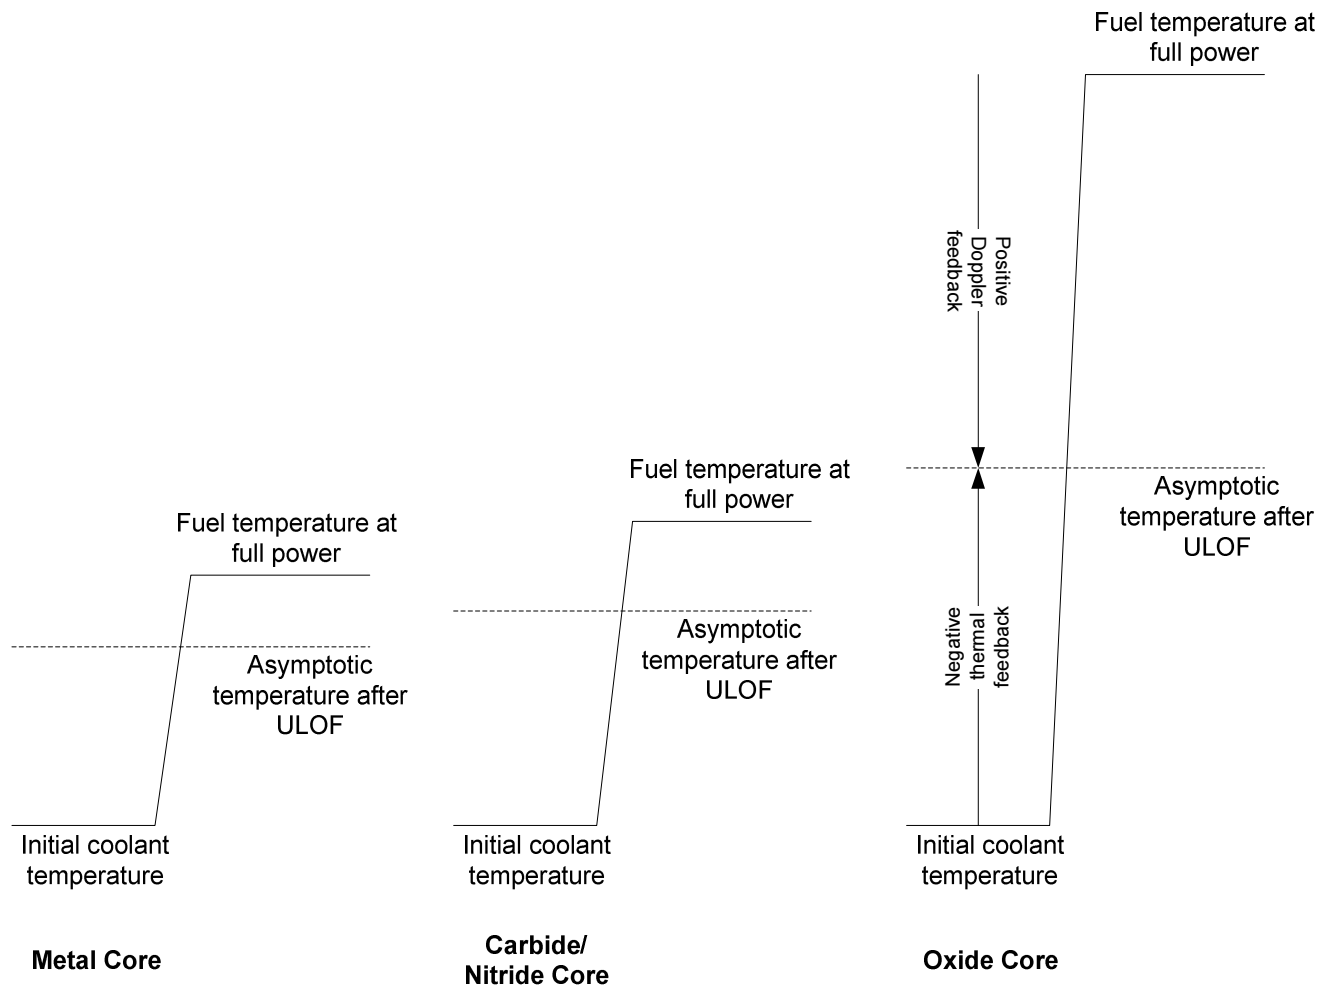 Fuel temperature at
full power
Asymptotic
temperature after
ULOF
Initial coolant
temperature
Metal Core
Fuel temperature at
full power
Asymptotic
temperature after
ULOF
Initial coolant
temperature
Carbide/
Nitride Core
Fuel temperature at
full power
Positive
Doppler
feedback
Asymptotic
temperature after
ULOF
Negative
thermal
feedback
Initial coolant
temperature
Oxide Core